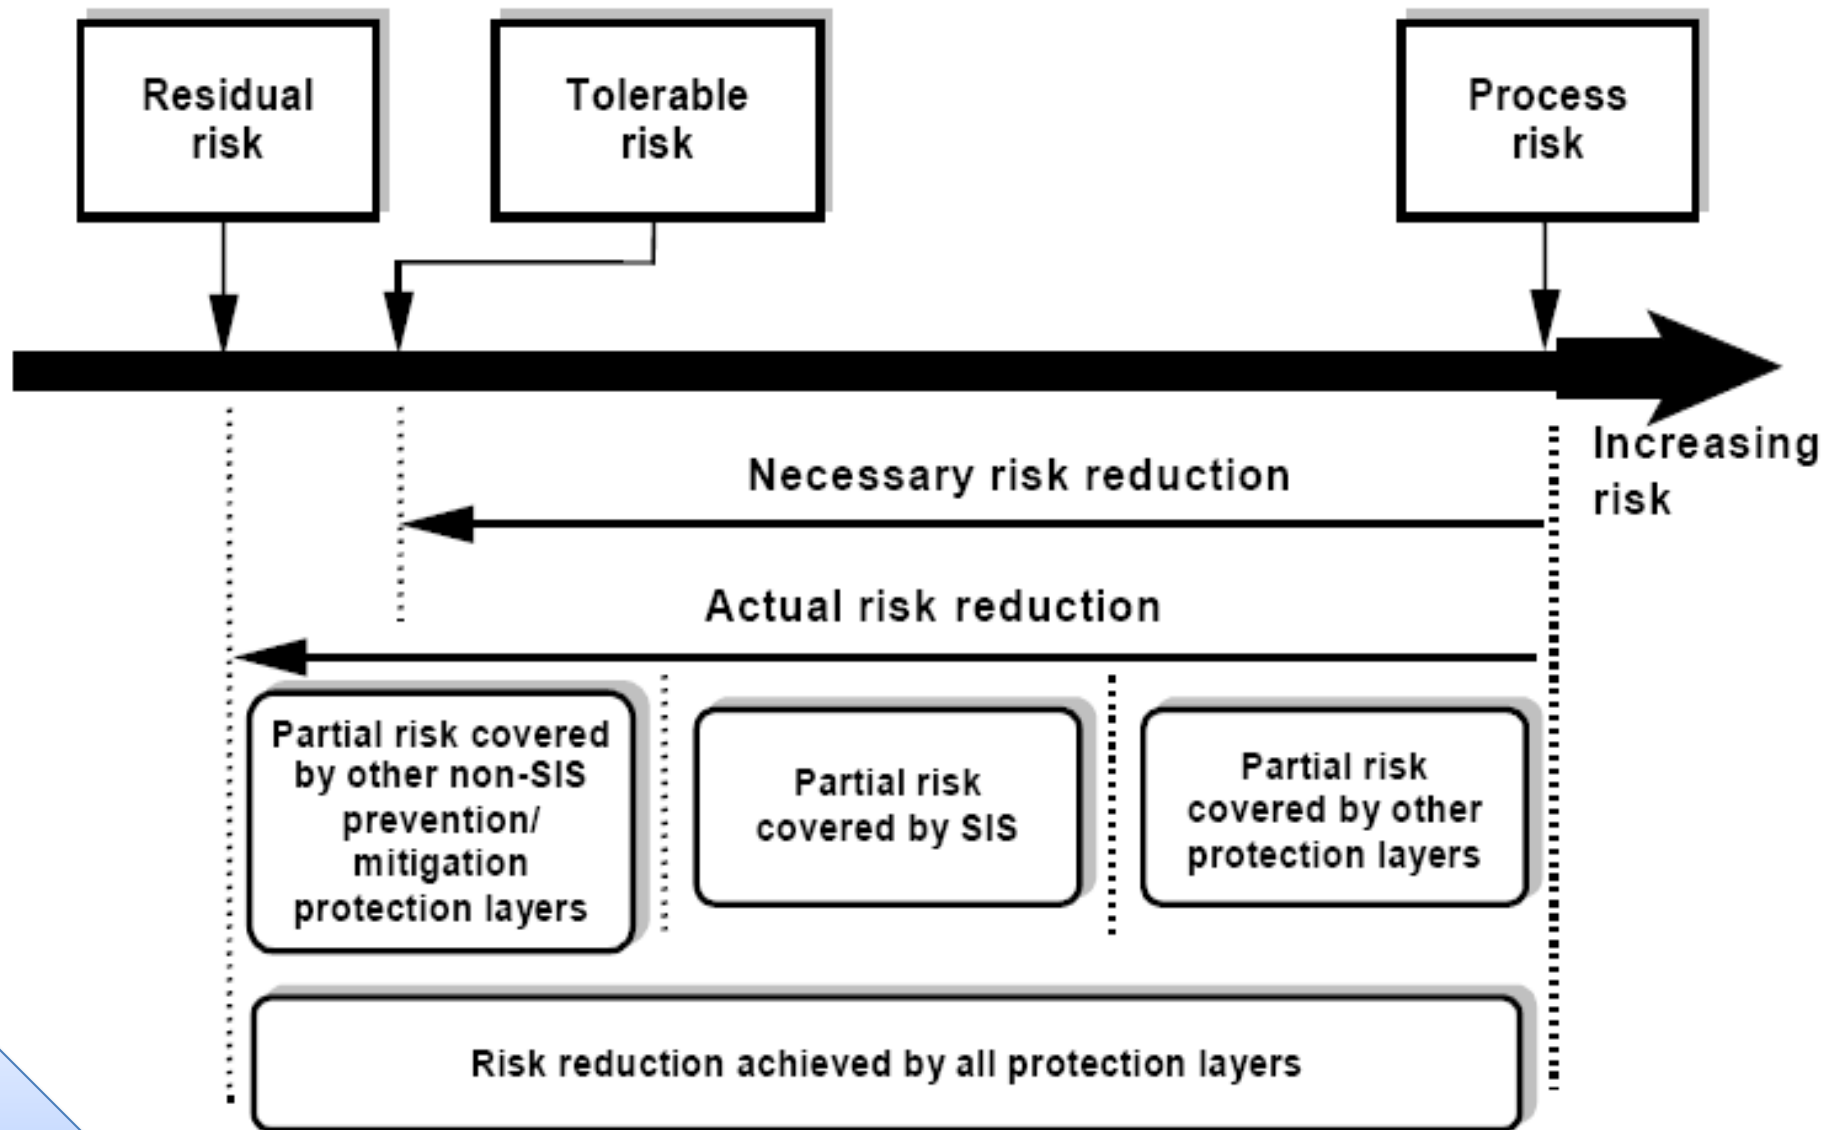 Residual
risk
Tolerable
risk
Process
risk
Increasing
risk
Necessary risk reduction
Actual risk reduction
Partial risk covered
by other non-SIS
prevention/
mitigation
protection layers
Partial risk
covered by SIS
Partial risk
covered by other
protection layers
Risk reduction achieved by all protection layers